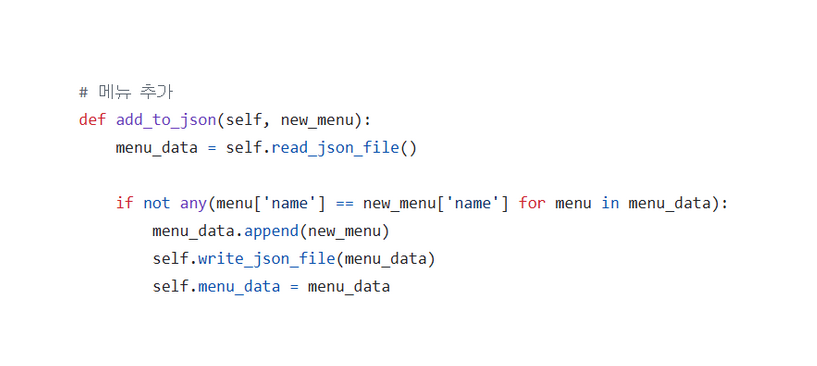 # 메뉴 추가
def add_to_json(self, new_menu):
    menu_data = self.read_json_file()

    if not any(menu['name'] == new_menu['name'] for menu in menu_data):
        menu_data.append(new_menu)
        self.write_json_file(menu_data)
        self.menu_data = menu_data